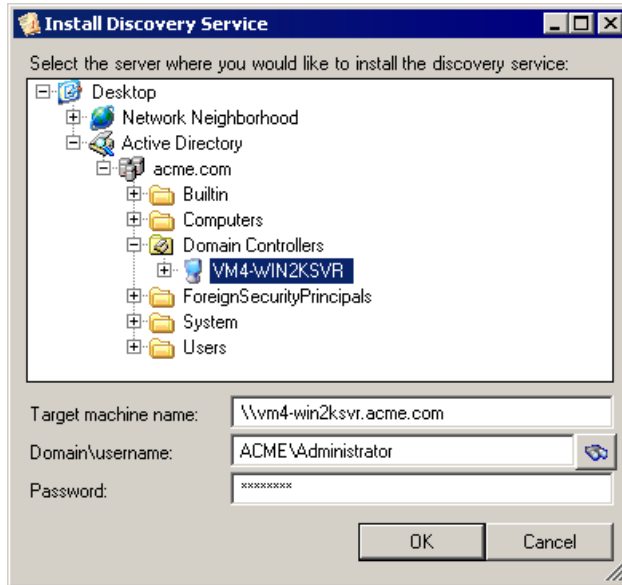 Install Discovery Service
Select the server where you would like to install the discovery service:
Desktop
Network Neighborhood
Active Directory
acme.com
Builtin
Computers
Domain Controllers
VM4-WIN2KSVR
ForeignSecurityPrincipals
System
Users
Target machine name: \\vm4-win2ksvr.acme.com
Domain\username: ACME\Administrator
Password: ********
OK Cancel